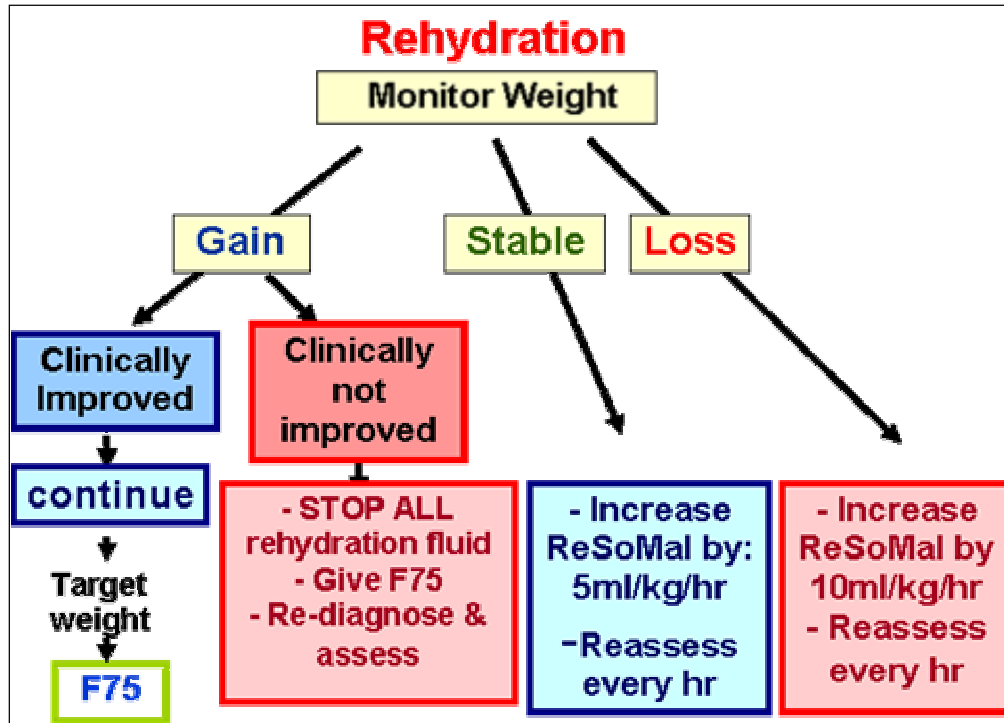 Rehydration
Monitor Weight
Gain
Stable
Loss
Clinically
Improved
Clinically
not
improved
continue
Target
weight
F75
- STOP ALL
rehydration fluid
- Give F75
- Re-diagnose &
assess
- Increase
ReSoMal by:
5ml/kg/hr
-Reassess
every hr
- Increase
ReSoMal by
10ml/kg/hr
- Reassess
every hr